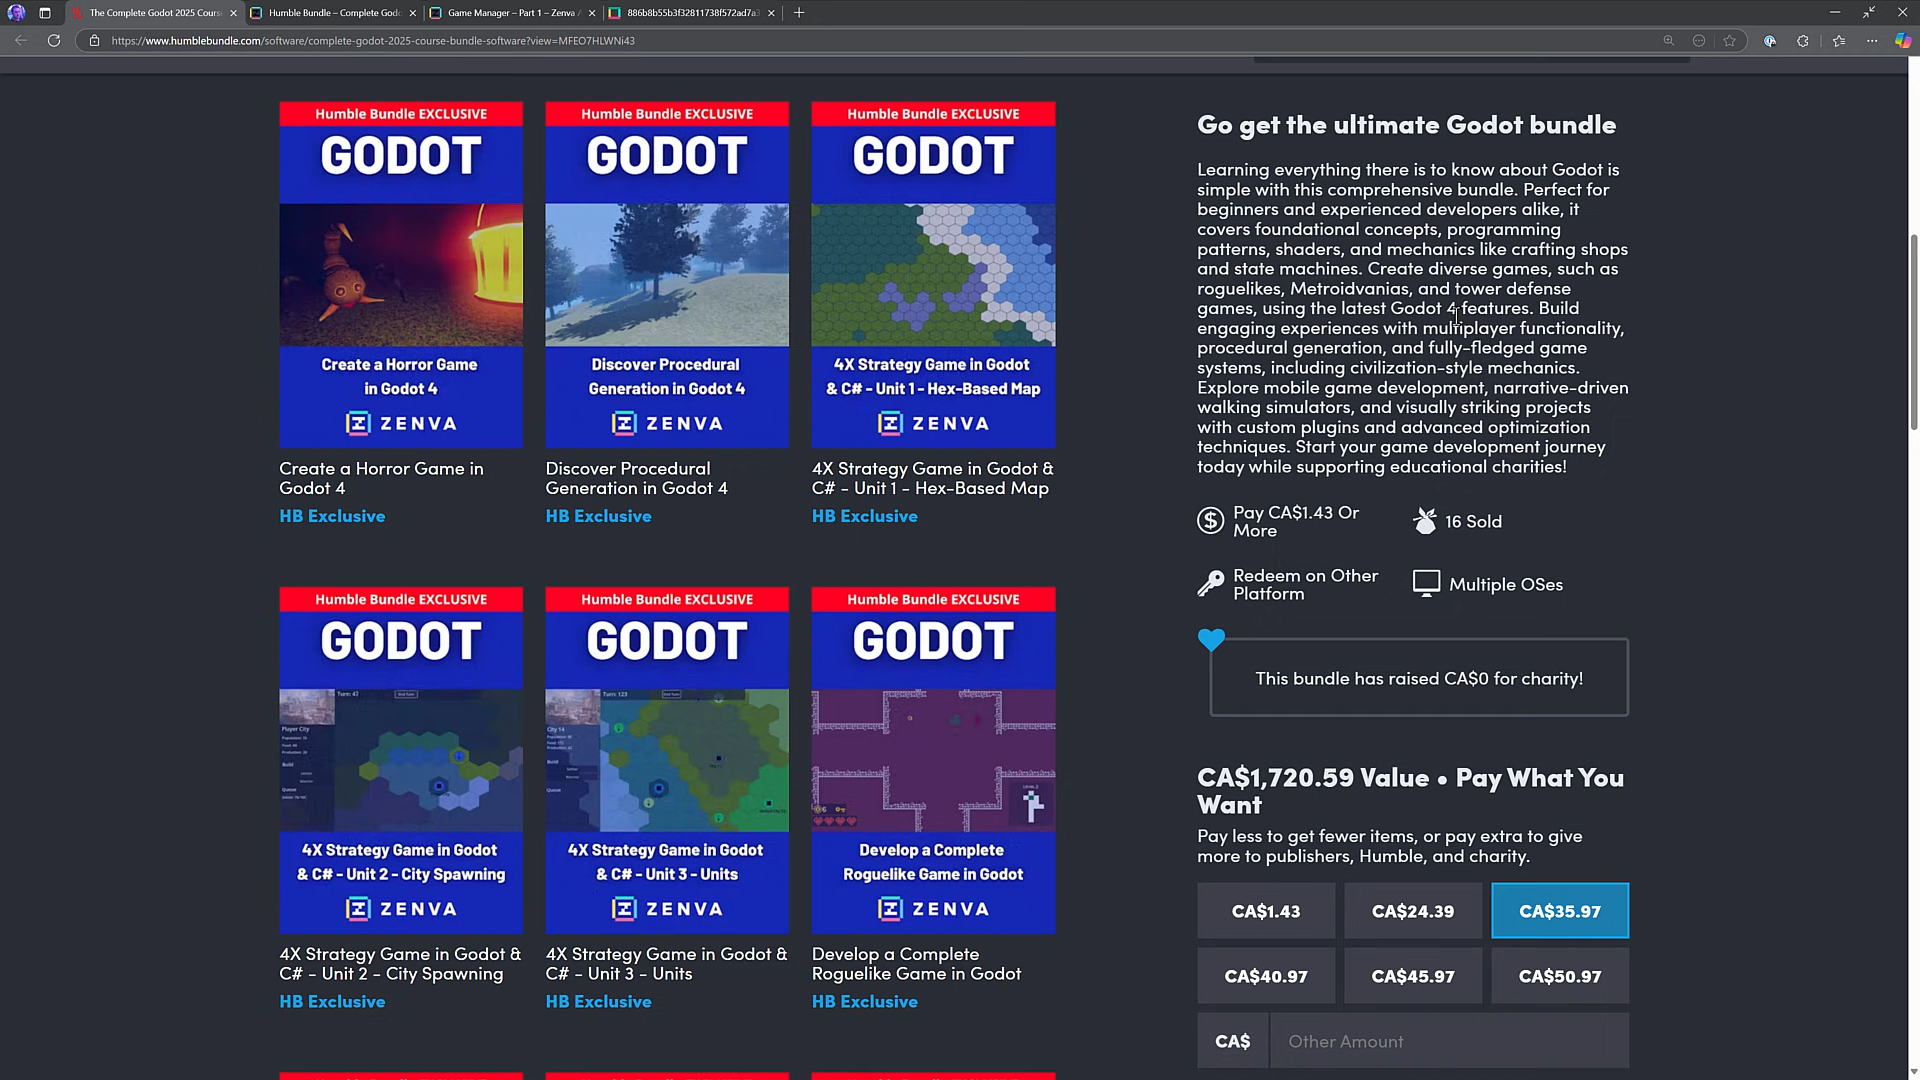 The Complete Godot 2025 Cours
Humble Bundle – Complete God
Game Manager – Part 1 – Zenva
886b8b55b3f32811738f572ad7a3
https://www.humblebundle.com/software/complete-godot-2025-course-bundle-software?view=MFEO7HLWNi43
Humble Bundle EXCLUSIVE
GODOT
Create a Horror Game
in Godot 4
ZENVA
Create a Horror Game in
Godot 4
HB Exclusive
Humble Bundle EXCLUSIVE
GODOT
Discover Procedural
Generation in Godot 4
ZENVA
Discover Procedural
Generation in Godot 4
HB Exclusive
Humble Bundle EXCLUSIVE
GODOT
4X Strategy Game in Godot
& C# - Unit 1 - Hex-Based Map
ZENVA
4X Strategy Game in Godot &
C# - Unit 1 - Hex-Based Map
HB Exclusive
Humble Bundle EXCLUSIVE
GODOT
Turn: 47
Player City
Build
Queue
4X Strategy Game in Godot
& C# - Unit 2 - City Spawning
ZENVA
4X Strategy Game in Godot &
C# - Unit 2 - City Spawning
HB Exclusive
Humble Bundle EXCLUSIVE
GODOT
Turn: 123
City 14
Build
Queue
4X Strategy Game in Godot
& C# - Unit 3 - Units
ZENVA
4X Strategy Game in Godot &
C# - Unit 3 - Units
HB Exclusive
Humble Bundle EXCLUSIVE
GODOT
Develop a Complete
Roguelike Game in Godot
ZENVA
Develop a Complete
Roguelike Game in Godot
HB Exclusive
Go get the ultimate Godot bundle
Learning everything there is to know about Godot is
simple with this comprehensive bundle. Perfect for
beginners and experienced developers alike, it
covers foundational concepts, programming
patterns, shaders, and mechanics like crafting shops
and state machines. Create diverse games, such as
roguelikes, Metroidvanias, and tower defense
games, using the latest Godot 4 features. Build
engaging experiences with multiplayer functionality,
procedural generation, and fully-fledged game
systems, including civilization-style mechanics.
Explore mobile game development, narrative-driven
walking simulators, and visually striking projects
with custom plugins and advanced optimization
techniques. Start your game development journey
today while supporting educational charities!
Pay CA$1.43 Or
More
16 Sold
Redeem on Other
Platform
Multiple OSes
This bundle has raised CA$0 for charity!
CA$1,720.59 Value • Pay What You
Want
Pay less to get fewer items, or pay extra to give
more to publishers, Humble, and charity.
CA$1.43
CA$24.39
CA$35.97
CA$40.97
CA$45.97
CA$50.97
CA$
Other Amount